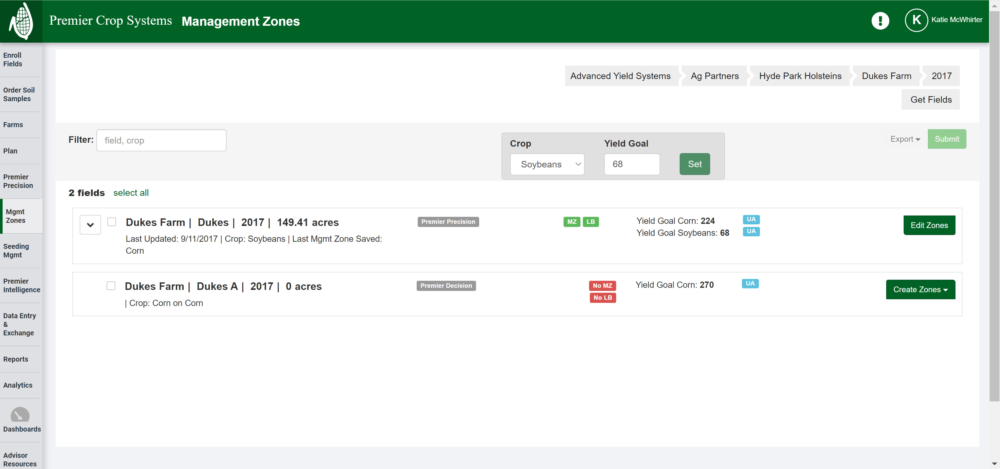 Premier Crop Systems Management Zones
! K Katie McWhirter
Enroll
Fields
Order Soil
Samples
Farms
Plan
Premier
Precision
Mgmt
Zones
Seeding
Mgmt
Premier
Intelligence
Data Entry
&
Exchange
Reports
Analytics
Dashboards
Advisor
Resources
Advanced Yield Systems Ag Partners Hyde Park Holsteins Dukes Farm 2017
Get Fields
Filter: field, crop
Crop Yield Goal
Soybeans 68 Set
Export Submit
2 fields select all
Dukes Farm | Dukes | 2017 | 149.41 acres
Last Updated: 9/11/2017 | Crop: Soybeans | Last Mgmt Zone Saved:
Corn
Premier Precision
MZ LB
Yield Goal Corn: 224 UA
Yield Goal Soybeans: 68 UA
Edit Zones
Dukes Farm | Dukes A | 2017 | 0 acres
| Crop: Corn on Corn
Premier Decision
No MZ
No LB
Yield Goal Corn: 270 UA
Create Zones